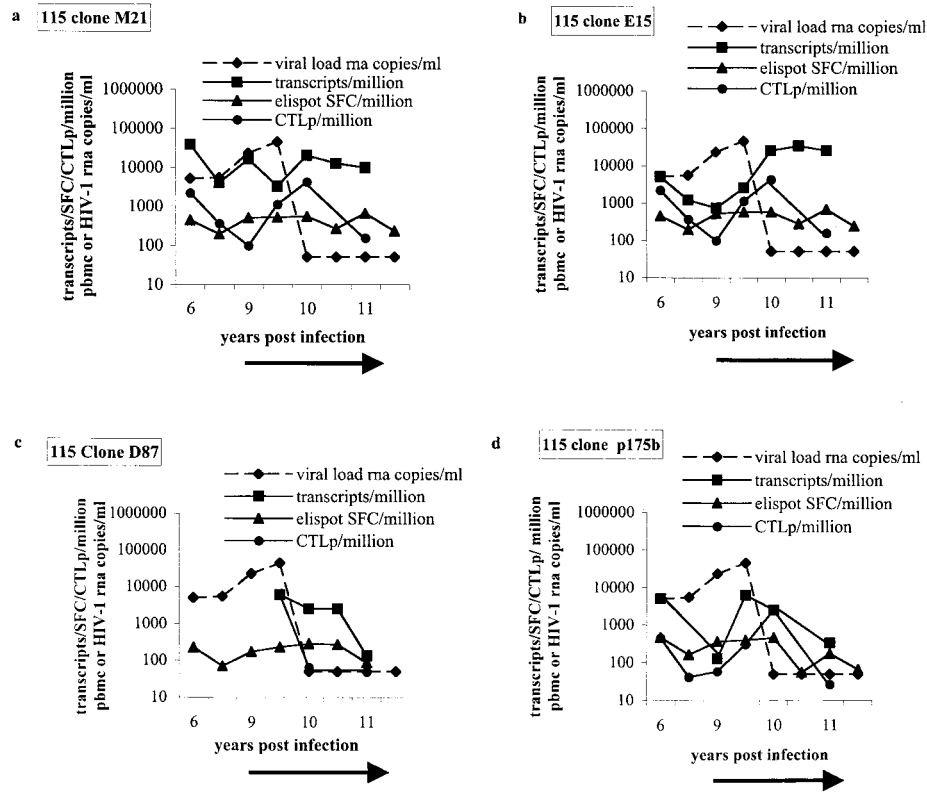 a
115 clone M21
viral load rna copies/ml
transcripts/million
elispot SFC/million
CTLp/million
transcripts/SFC/CTLp/million
pbmc or HIV-1 rna copies/ml
1000000
100000
10000
1000
100
10
6
9
10
11
years post infection
b
115 clone E15
viral load rna copies/ml
transcripts/million
elispot SFC/million
CTLp/million
transcripts/SFC/CTLp/million
pbmc or HIV-1 rna copies/ml
1000000
100000
10000
1000
100
10
6
9
10
11
years post infection
c
115 Clone D87
viral load rna copies/ml
transcripts/million
elispot SFC/million
CTLp/million
transcripts/SFC/CTLp/million
pbmc or HIV-1 rna copies/ml
1000000
100000
10000
1000
100
10
6
9
10
11
years post infection
d
115 clone p175b
viral load rna copies/ml
transcripts/million
elispot SFC/million
CTLp/million
transcripts/SFC/CTLp/ million
pbmc or HIV-1 rna copies/ml
1000000
100000
10000
1000
100
10
6
9
10
11
years post infection